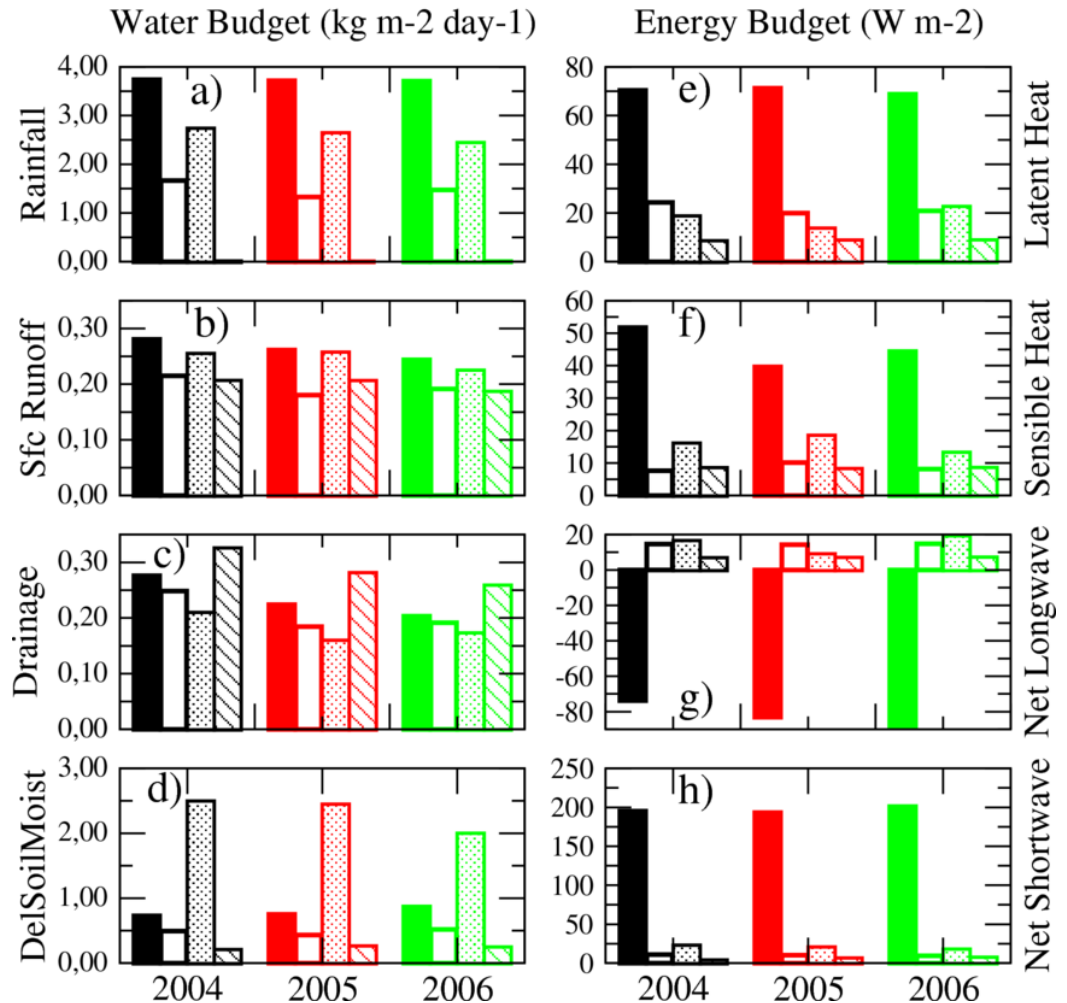 Water Budget (kg m-2 day-1)
Energy Budget (W m-2)
Rainfall
4,00
3,00
2,00
1,00
0,00
a)
80
60
40
20
0
e)
Latent Heat
Sfc Runoff
0,30
0,20
0,10
0,00
b)
60
50
40
30
20
10
0
f)
Sensible Heat
Drainage
0,30
0,20
0,10
0,00
c)
20
0
-20
-40
-60
-80
g)
Net Longwave
DelSoilMoist
3,00
2,00
1,00
0,00
d)
250
200
150
100
50
0
h)
Net Shortwave
2004 2005 2006
2004 2005 2006